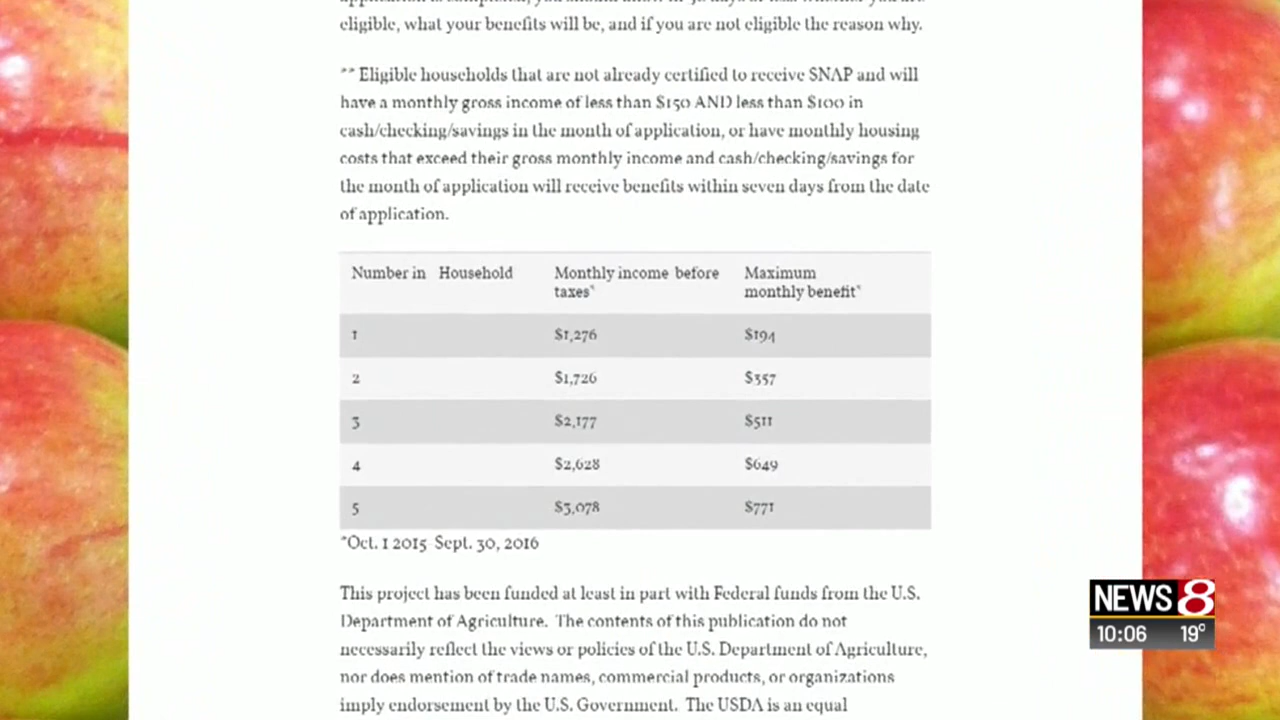 eligible, what your benefits will be, and if you are not eligible the reason why.
** Eligible households that are not already certified to receive SNAP and will
have a monthly gross income of less than $150 AND less than $100 in
cash/checking/savings in the month of application, or have monthly housing
costs that exceed their gross monthly income and cash/checking/savings for
the month of application will receive benefits within seven days from the date
of application.
Number in Household Monthly income before Maximum
taxes* monthly benefit*
1 $1,276 $194
2 $1,726 $357
3 $2,177 $511
4 $2,628 $649
5 $3,078 $771
*Oct. 1 2015 Sept. 30, 2016
This project has been funded at least in part with Federal funds from the U.S.
Department of Agriculture. The contents of this publication do not
necessarily reflect the views or policies of the U.S. Department of Agriculture,
nor does mention of trade names, commercial products, or organizations
imply endorsement by the U.S. Government. The USDA is an equal
NEWS 8
10:06 19°